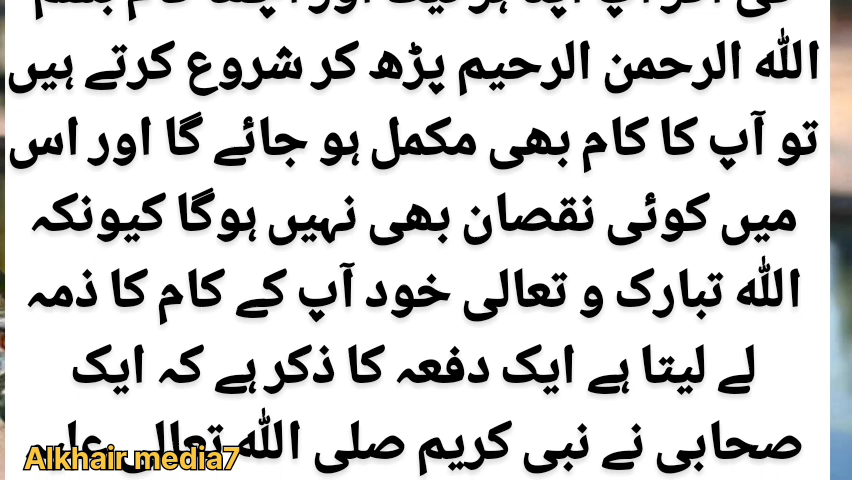 اللہ الرحمن الرحیم پڑھ کر شروع کرتے ہیں
تو آپ کا کام بھی مکمل ہو جائے گا اور اس
میں کوئی نقصان بھی نہیں ہوگا کیونکہ
اللہ تبارک و تعالی خود آپ کے کام کا ذمہ
لے لیتا ہے ایک دفعہ کا ذکر ہے کہ ایک
صحابی نے نبی کریم صلی اللہ تعالی علیہ
Alkhair media7